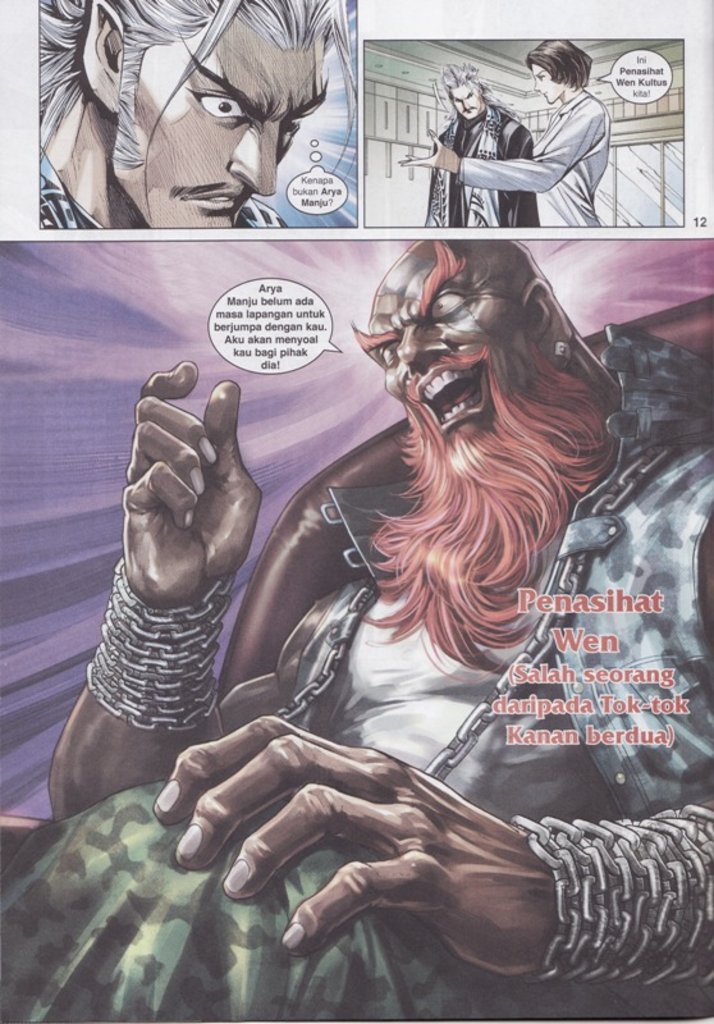 Kenapa
bukan Arya
Manju?
Ini
Penasihat
Wen Kultus
kita!
12
Arya
Manju belum ada
masa lapangan untuk
berjumpa dengan kau.
Aku akan menyoal
kau bagi pihak
dia!
Penasihat
Wen
(Salah seorang
daripada Tok-tok
Kanan berdua)